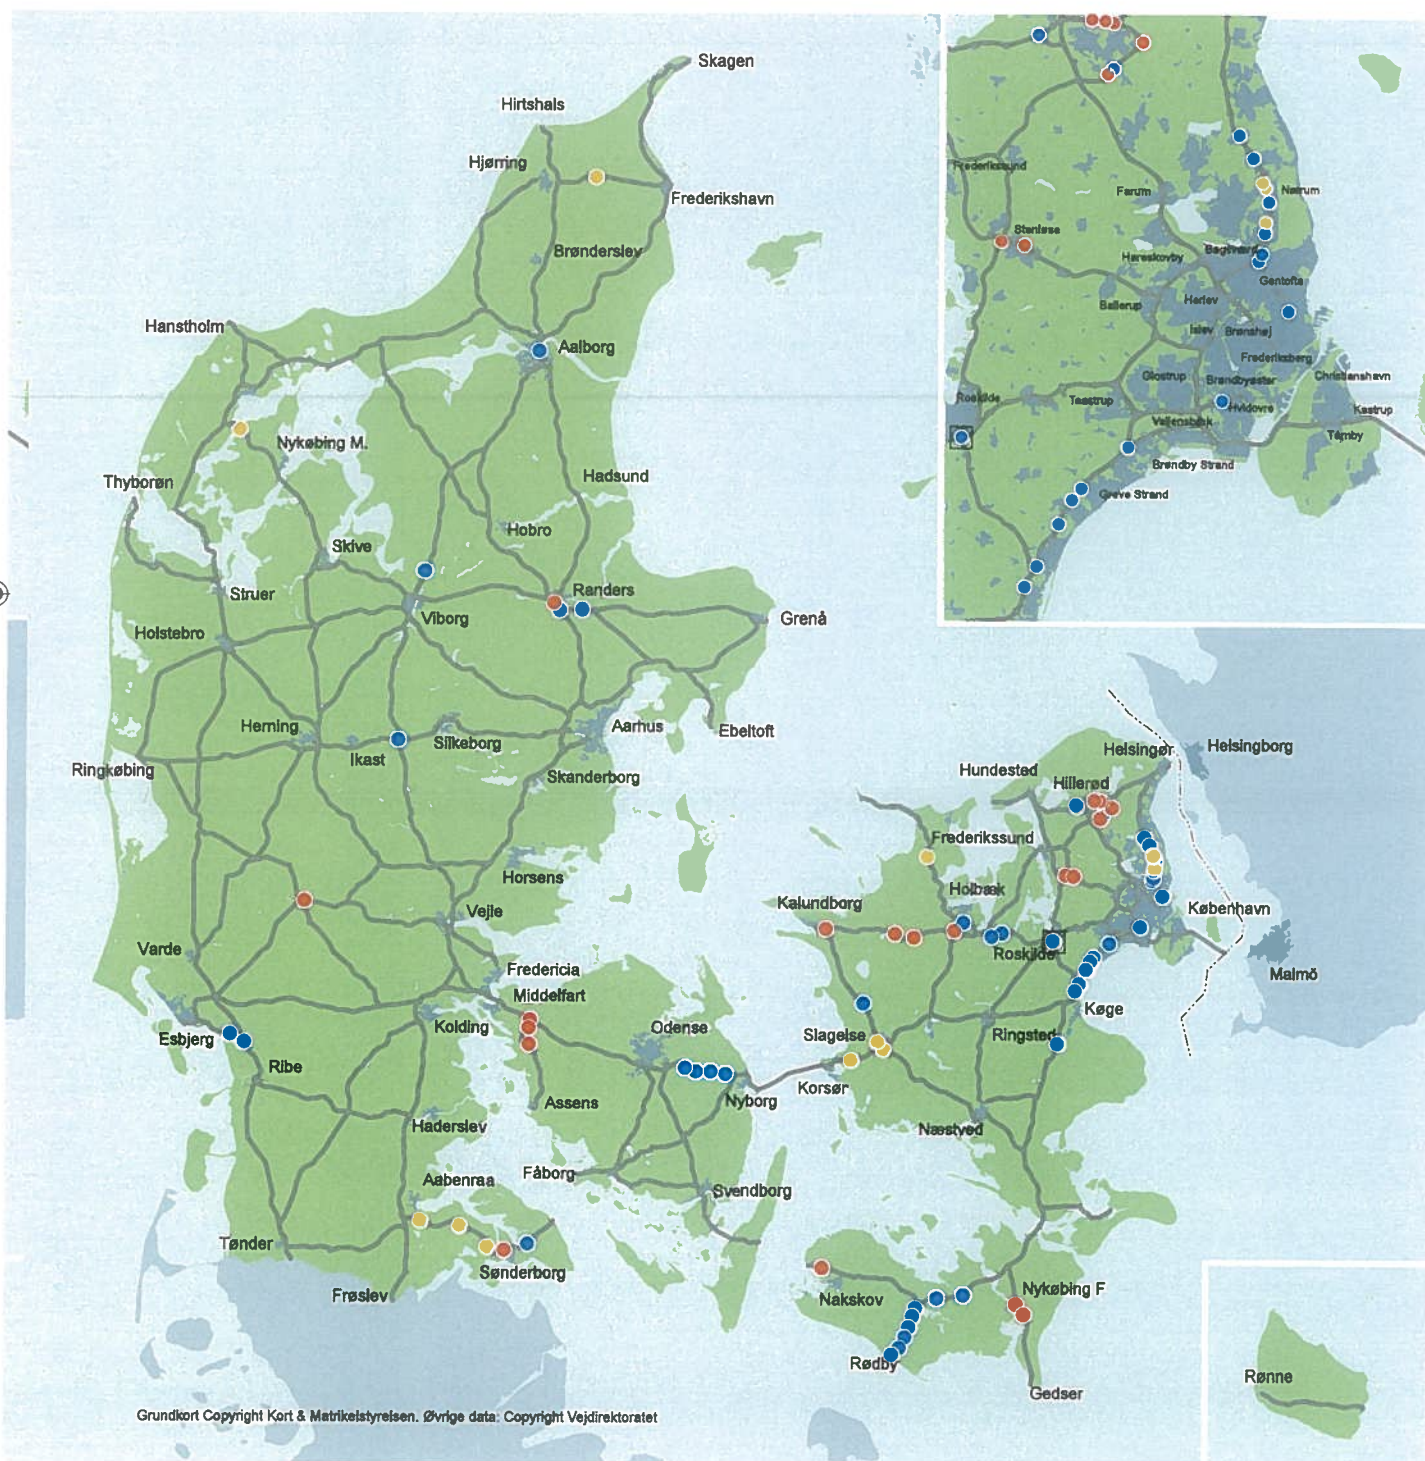 Skagen
Hirtshals
Hjørring
Frederikshavn
Brønderslev
Hanstholm
Aalborg
Nykøbing M.
Thyborøn
Hadsund
Hobro
Skive
Struer
Randers
Viborg
Grenå
Holstebro
Herning
Ikast
Silkeborg
Aarhus
Ebeltoft
Ringkøbing
Skanderborg
Horsens
Vejle
Varde
Fredericia
Middelfart
Esbjerg
Kolding
Odense
Ribe
Assens
Nyborg
Haderslev
Fåborg
Aabenraa
Svendborg
Tønder
Sønderborg
Frøslev
Frederikssund
Farum
Nærum
Stenløse
Hareskovby
Bagsværd
Gentofte
Ballerup
Herlev
Islev
Brønshøj
Frederiksberg
Glostrup
Brøndbyøster
Christianshavn
Roskilde
Taastrup
Hvidovre
Kastrup
Vallensbæk
Tårnby
Brøndby Strand
Greve Strand
Helsingør
Helsingborg
Hundested
Hillerød
Frederikssund
Holbæk
Kalundborg
København
Roskilde
Malmö
Køge
Slagelse
Ringsted
Korsør
Næstved
Nakskov
Nykøbing F
Rødby
Gedser
Rønne
Grundkort Copyright Kort & Matrikelstyrelsen. Øvrige data: Copyright Vejdirektoratet